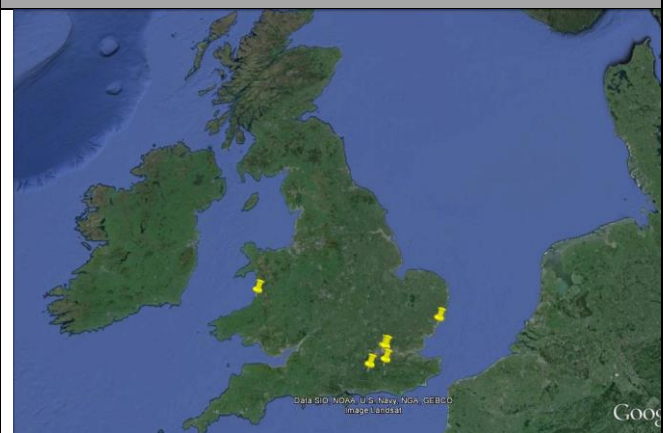 Data SIO, NOAA, U.S. Navy, NGA, GEBCO
Image Landsat
Goog